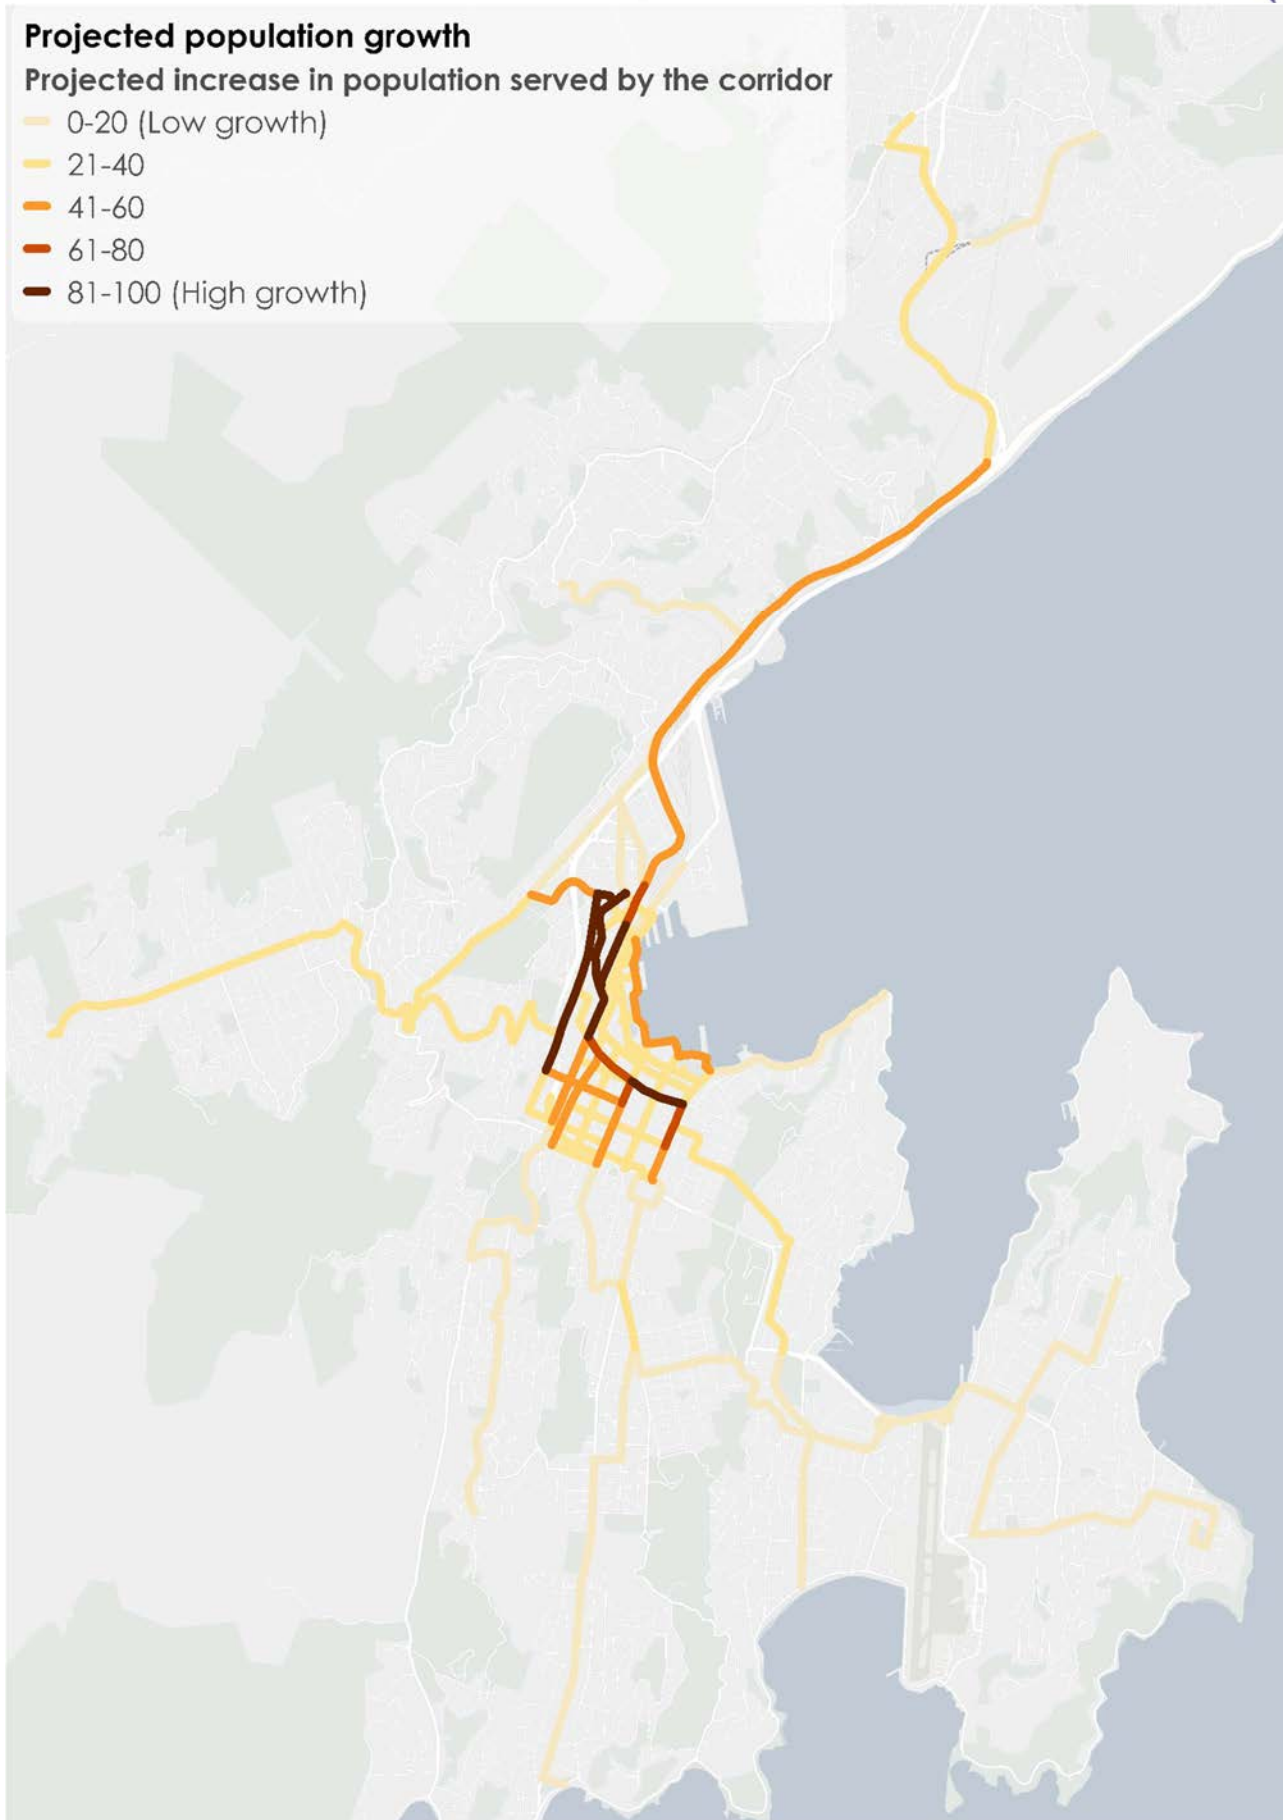 Projected population growth
Projected increase in population served by the corridor
0-20 (Low growth)
21-40
41-60
61-80
81-100 (High growth)